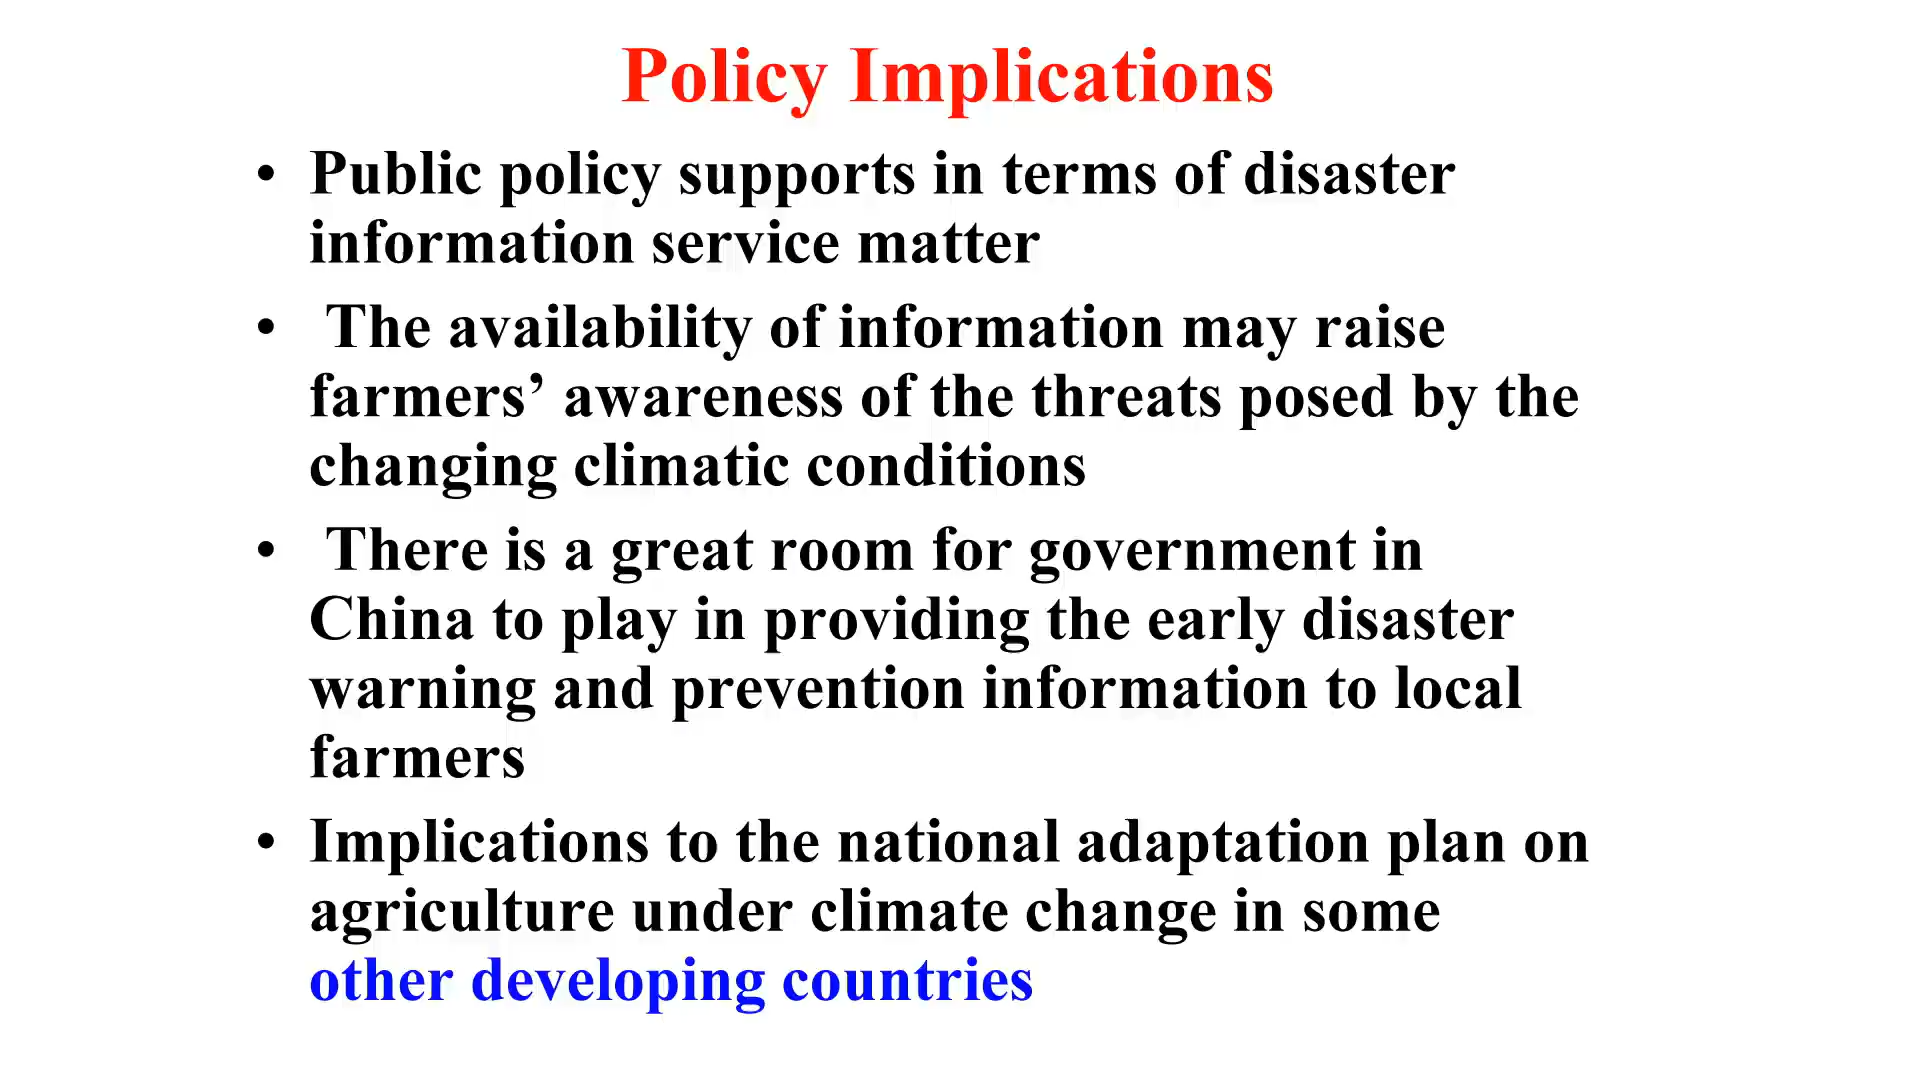 Policy Implications
• Public policy supports in terms of disaster
information service matter
• The availability of information may raise
farmers’ awareness of the threats posed by the
changing climatic conditions
• There is a great room for government in
China to play in providing the early disaster
warning and prevention information to local
farmers
• Implications to the national adaptation plan on
agriculture under climate change in some
other developing countries